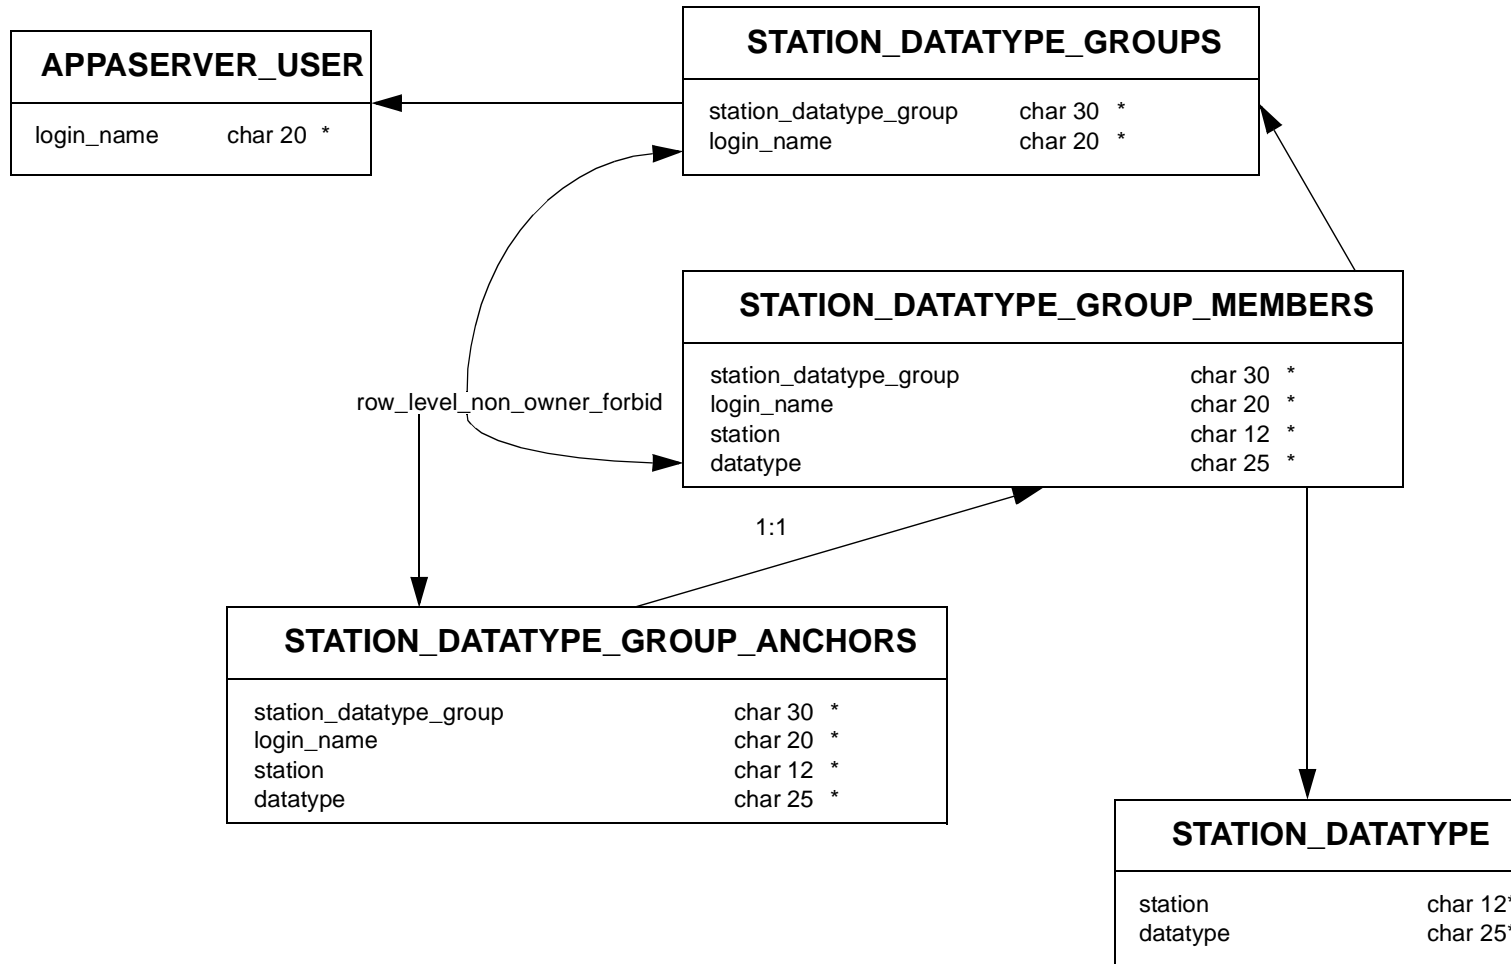 APPASERVER_USER
login_name char 20 *
STATION_DATATYPE_GROUPS
station_datatype_group char 30 *
login_name char 20 *
STATION_DATATYPE_GROUP_MEMBERS
station_datatype_group char 30 *
login_name char 20 *
station char 12 *
datatype char 25 *
row_level_non_owner_forbid
1:1
STATION_DATATYPE_GROUP_ANCHORS
station_datatype_group char 30 *
login_name char 20 *
station char 12 *
datatype char 25 *
STATION_DATATYPE
station char 12*
datatype char 25*